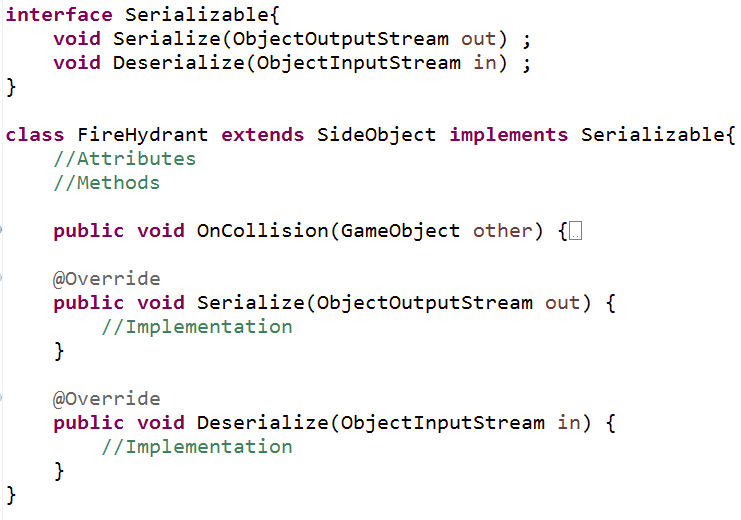 interface Serializable{
    void Serialize(ObjectOutputStream out) ;
    void Deserialize(ObjectInputStream in) ;
}
class FireHydrant extends SideObject implements Serializable{
    //Attributes
    //Methods
    public void OnCollision(GameObject other) {
    @Override
    public void Serialize(ObjectOutputStream out) {
        //Implementation
    }
    @Override
    public void Deserialize(ObjectInputStream in) {
        //Implementation
    }
}